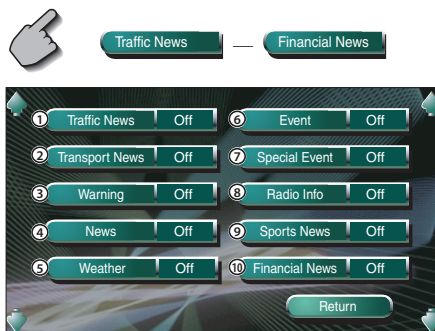 Traffic News — Financial News
① Traffic News Off
② Transport News Off
③ Warning Off
④ News Off
⑤ Weather Off
⑥ Event Off
⑦ Special Event Off
⑧ Radio Info Off
⑨ Sports News Off
⑩ Financial News Off
Return